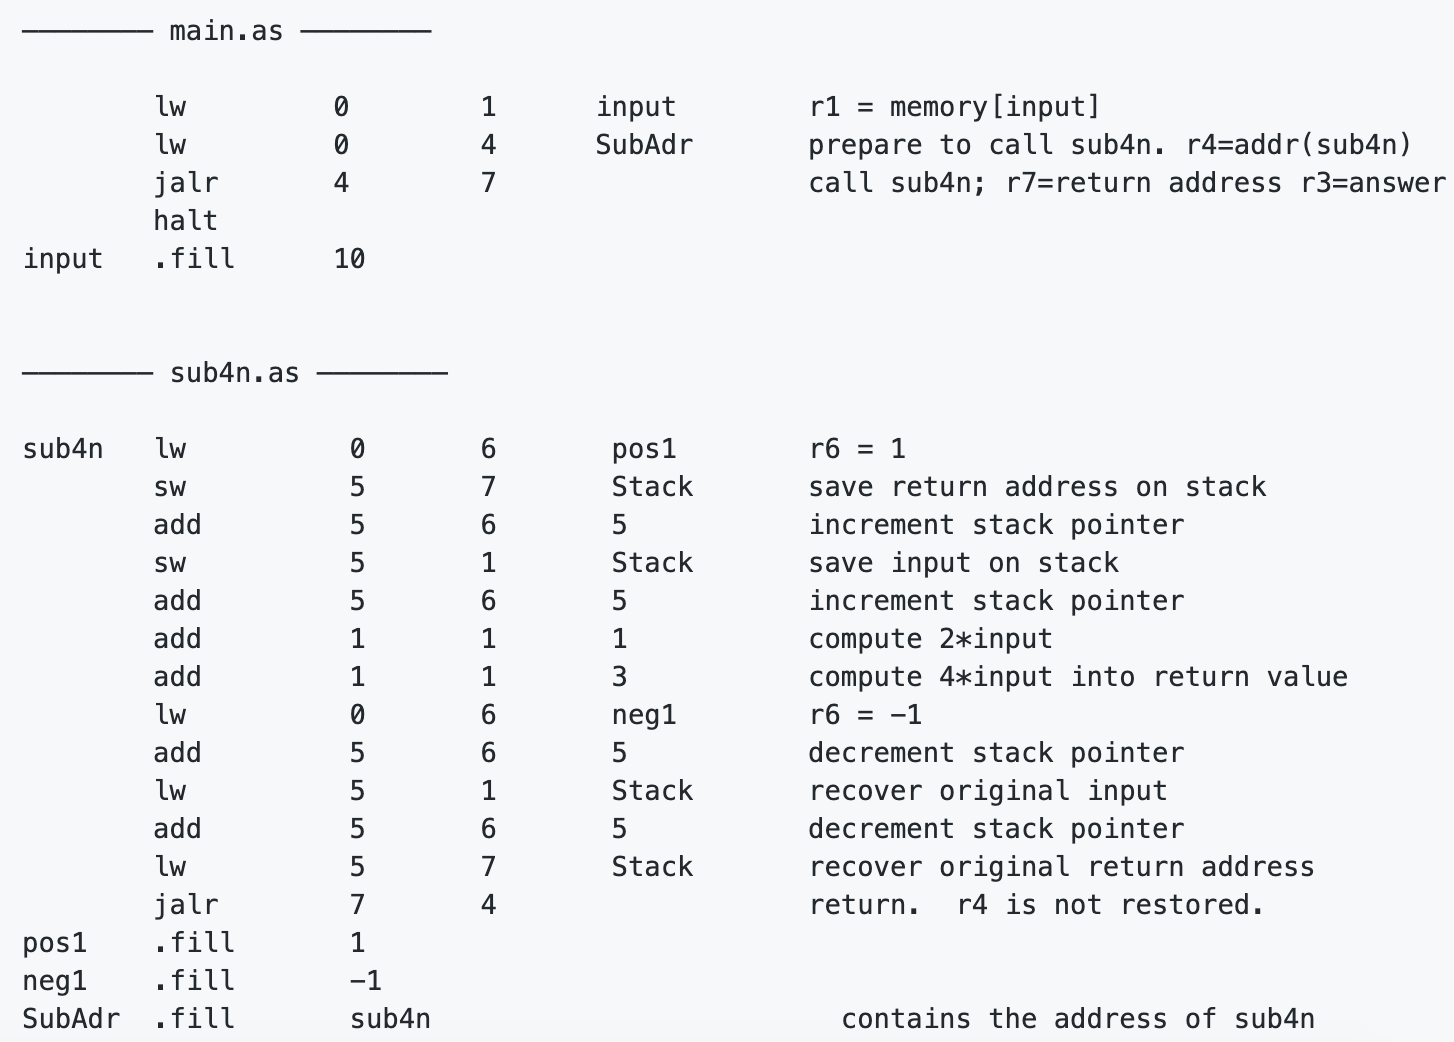 ———————— main.as ————————
lw 0 1 input r1 = memory[input]
lw 0 4 SubAdr prepare to call sub4n. r4=addr(sub4n)
jalr 4 7 call sub4n; r7=return address r3=answer
halt
input .fill 10
———————— sub4n.as ————————
sub4n lw 0 6 pos1 r6 = 1
sw 5 7 Stack save return address on stack
add 5 6 5 increment stack pointer
sw 5 1 Stack save input on stack
add 5 6 5 increment stack pointer
add 1 1 1 compute 2*input
add 1 1 3 compute 4*input into return value
lw 0 6 neg1 r6 = -1
add 5 6 5 decrement stack pointer
lw 5 1 Stack recover original input
add 5 6 5 decrement stack pointer
lw 5 7 Stack recover original return address
jalr 7 4 return. r4 is not restored.
pos1 .fill 1
neg1 .fill -1
SubAdr .fill sub4n contains the address of sub4n